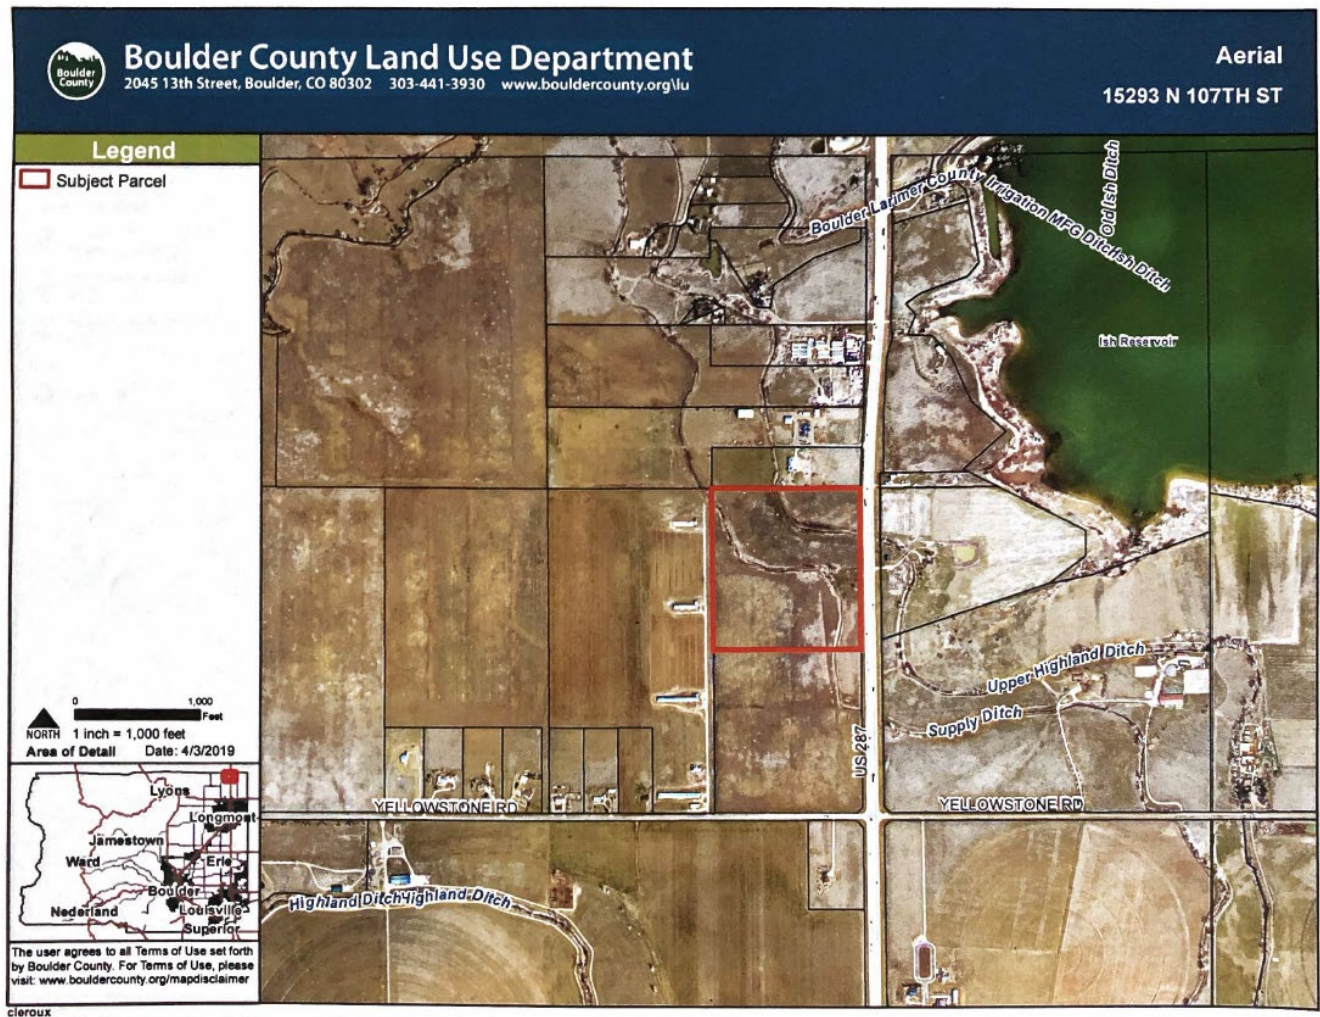 Boulder County
Boulder County Land Use Department
2045 13th Street, Boulder, CO 80302 303-441-3930 www.bouldercounty.org\lu
Aerial
15293 N 107TH ST
Legend
Subject Parcel
Old Ish Ditch
Boulder Larimer County Irrigation MFG Ditch
Ish Ditch
Ish Reservoir
Upper Highland Ditch
Supply Ditch
US 287
YELLOWSTONE RD
YELLOWSTONE RD
Highland Ditch
Highland Ditch
0 1,000
Feet
NORTH 1 inch = 1,000 feet
Area of Detail Date: 4/3/2019
Lyons
Longmont
Jamestown
Ward
Erie
Boulder
Nederland
Louisville
Superior
The user agrees to all Terms of Use set forth
by Boulder County. For Terms of Use, please
visit: www.bouldercounty.org/mapdisclaimer
cleroux